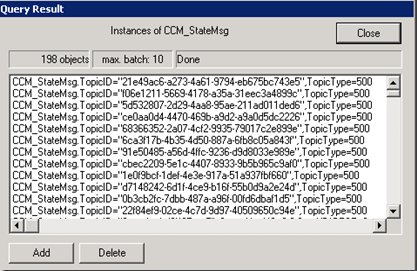 Query Result
Instances of CCM_StateMsg
Close
198 objects max. batch: 10 Done
CCM_StateMsg.TopicID="21e49ac6-a273-4a61-9794-eb675bc743e5",TopicType=500
CCM_StateMsg.TopicID="f06e1211-5669-4178-a35a-31eec3a4899c",TopicType=500
CCM_StateMsg.TopicID="5d532807-2d29-4aa8-95ae-211ad011ded6",TopicType=500
CCM_StateMsg.TopicID="ce0aa0d4-4470-469b-a9d2-a9a0d5dc2226",TopicType=500
CCM_StateMsg.TopicID="68366352-2a07-4cf2-9935-79017c2e899e",TopicType=500
CCM_StateMsg.TopicID="6ca3f17b-4b35-4d50-887a-6fb8c05a843f",TopicType=500
CCM_StateMsg.TopicID="91e50485-a56d-4ffc-9236-d9d8033e989e",TopicType=500
CCM_StateMsg.TopicID="cbec2209-5e1c-4407-8933-9b5b965c9af0",TopicType=500
CCM_StateMsg.TopicID="1e0f9bcf-1def-4e3e-917a-51a937fbf660",TopicType=500
CCM_StateMsg.TopicID="d7148242-6d1f-4ce9-b16f-55b0d9a2e24d",TopicType=500
CCM_StateMsg.TopicID="0b3cb2fc-7dbb-487a-a96f-00fd6dbaf1d5",TopicType=500
CCM_StateMsg.TopicID="22f84ef9-02ce-4c7d-9d97-40509650c94e",TopicType=500
Add Delete